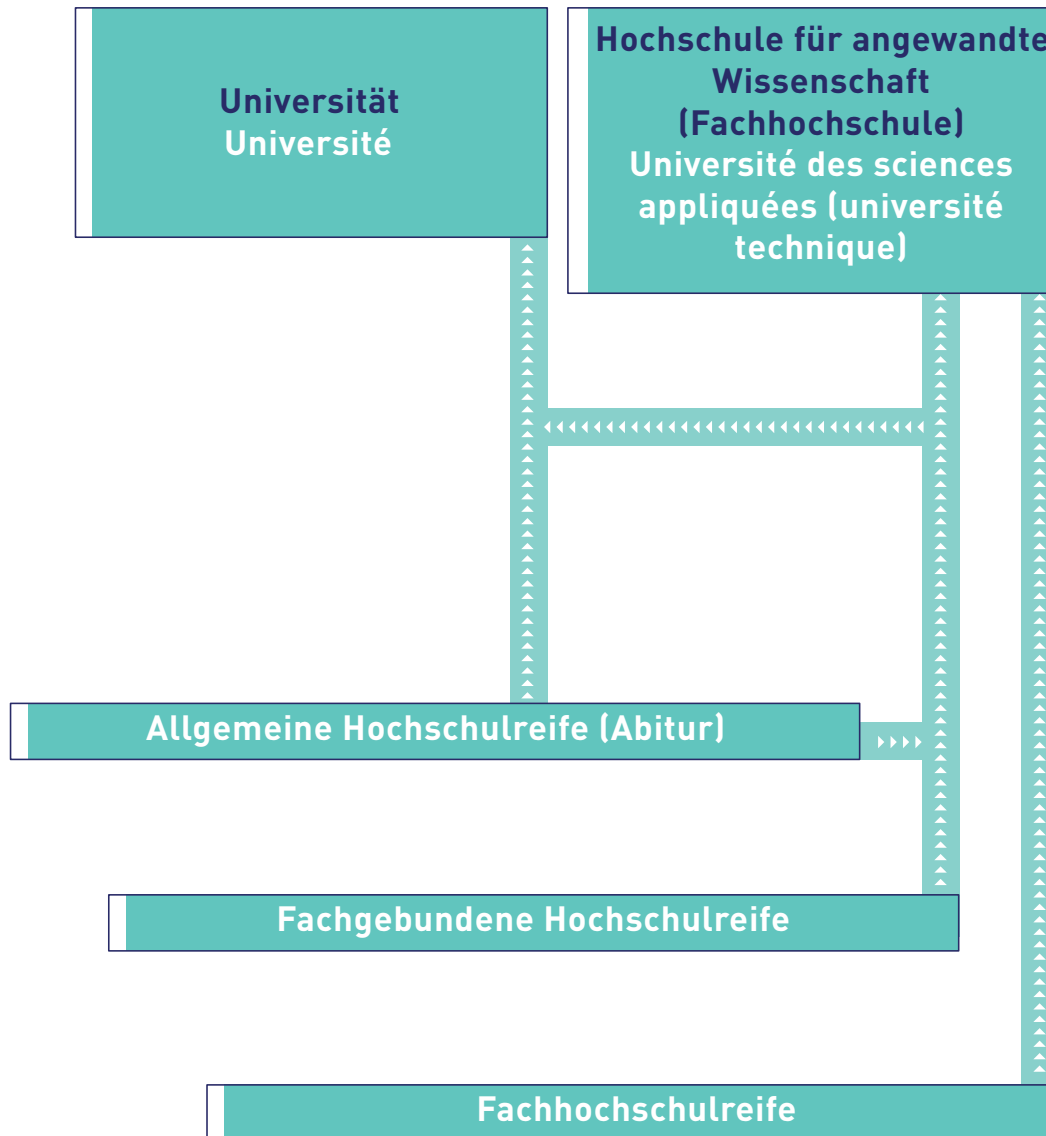 Universität
Université
Hochschule für angewandte
Wissenschaft
(Fachhochschule)
Université des sciences
appliquées (université
technique)
Allgemeine Hochschulreife (Abitur)
Fachgebundene Hochschulreife
Fachhochschulreife